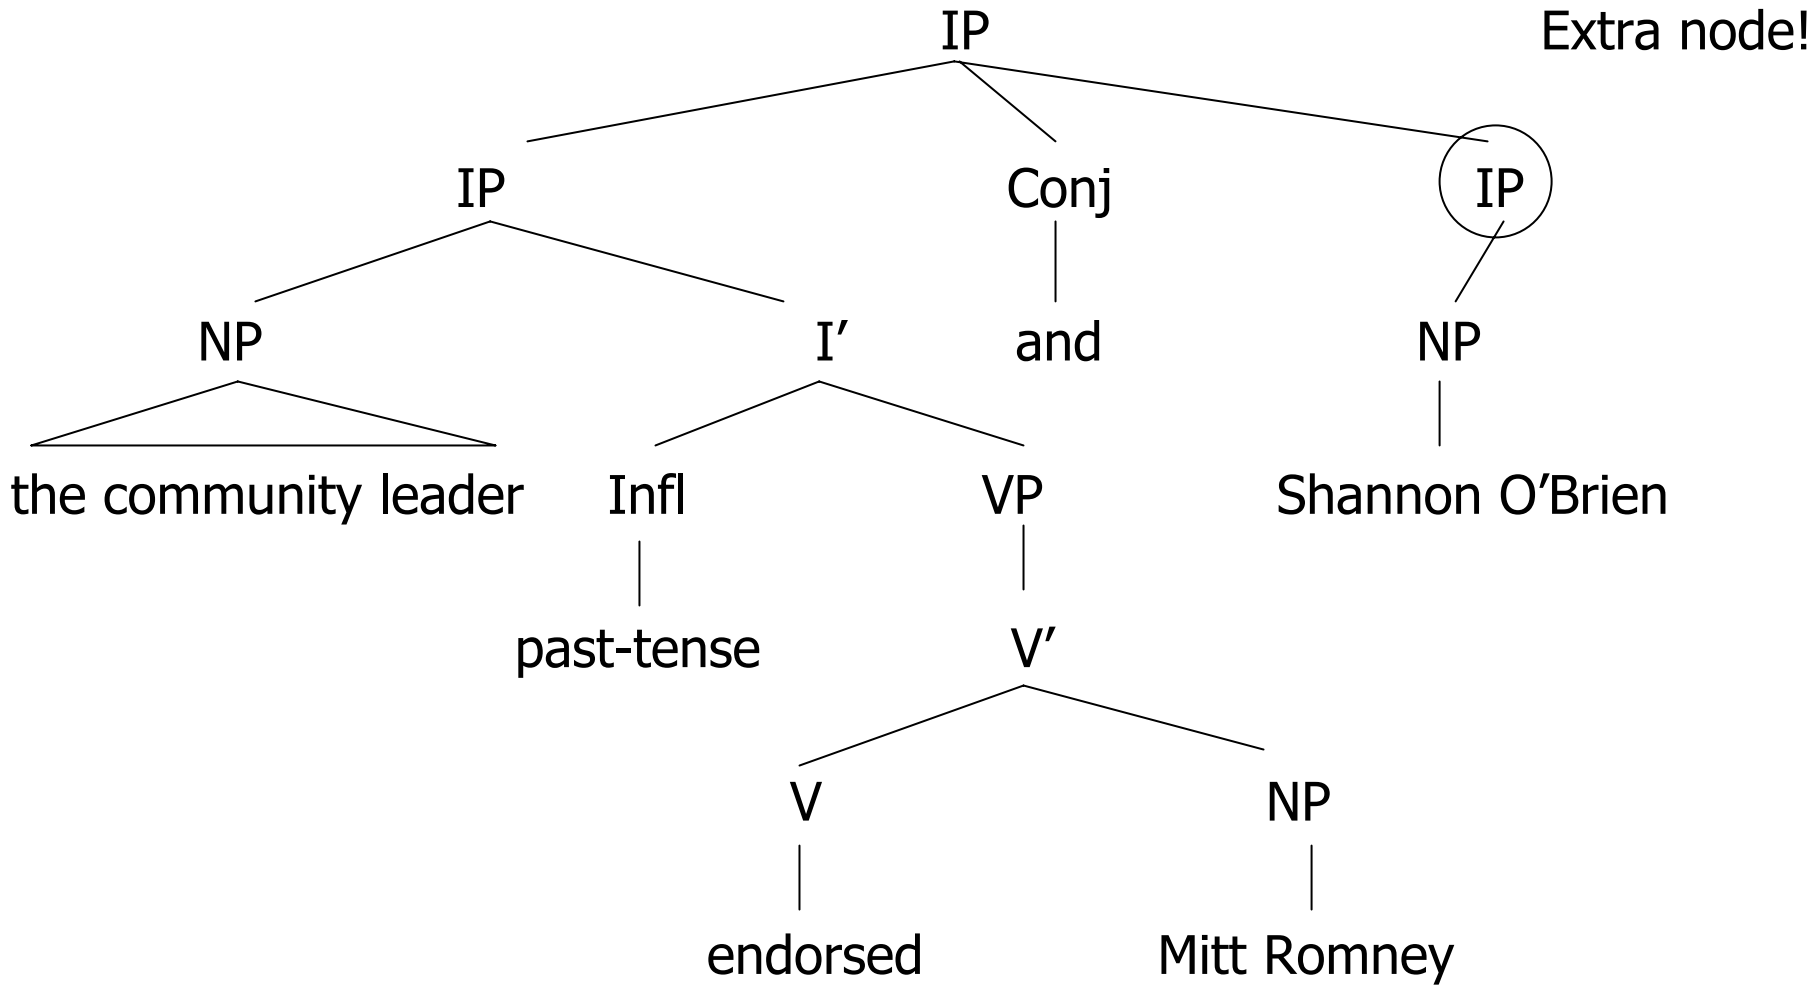 IP Extra node!
IP Conj IP
NP I’ and NP
the community leader Infl VP Shannon O’Brien
past-tense V’
V NP
endorsed Mitt Romney